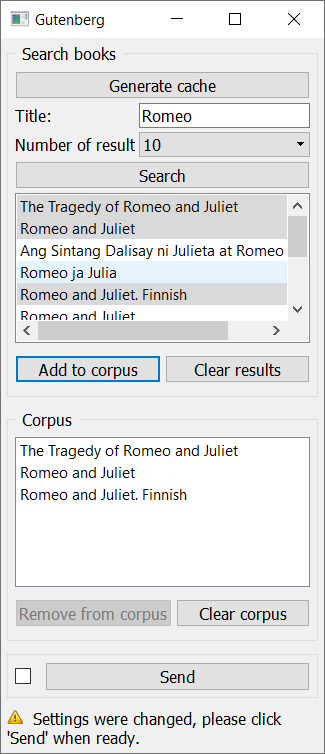 Gutenberg
Search books
Generate cache
Title:
Romeo
Number of result
10
Search
The Tragedy of Romeo and Juliet
Romeo and Juliet
Ang Sintang Dalisay ni Julieta at Romeo
Romeo ja Julia
Romeo and Juliet. Finnish
Romeo and Juliet
Add to corpus
Clear results
Corpus
The Tragedy of Romeo and Juliet
Romeo and Juliet
Romeo and Juliet. Finnish
Remove from corpus
Clear corpus
Send
Settings were changed, please click
'Send' when ready.